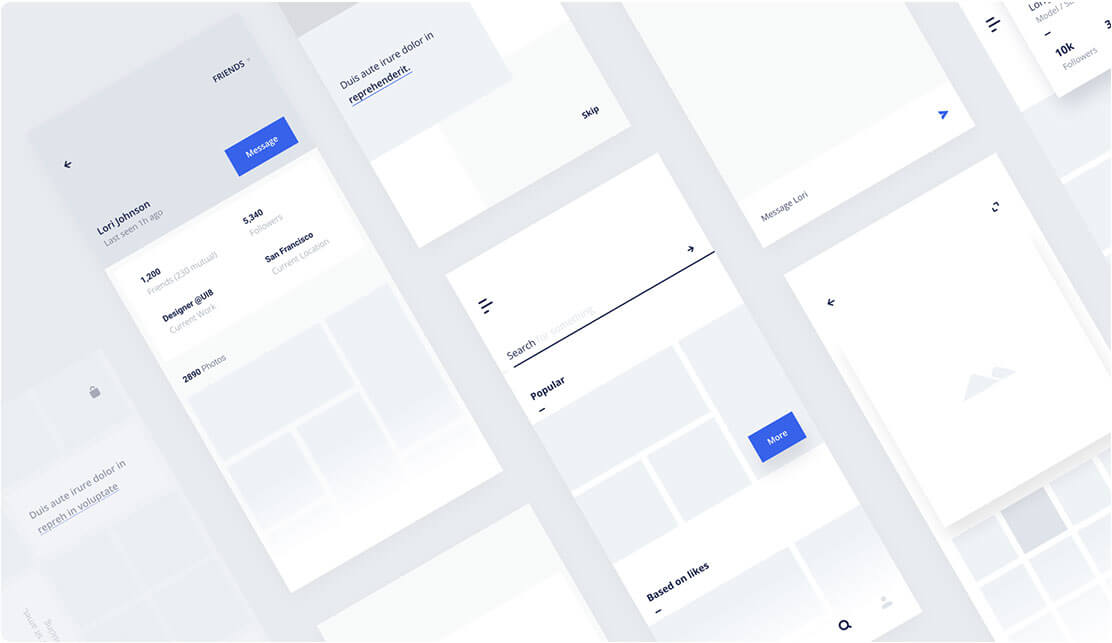 FRIENDS
Message
Lori Johnson
Last seen 1h ago
1,200
Friends (230 mutual)
5,340
Followers
Designer @UI8
Current Work
San Francisco
Current Location
2890 Photos
Duis aute irure dolor in
reprehenderit.
Skip
Duis aute irure dolor in
repreh in voluptate
Search for something
Popular
More
Based on likes
Message Lori
Model /
10k
Followers